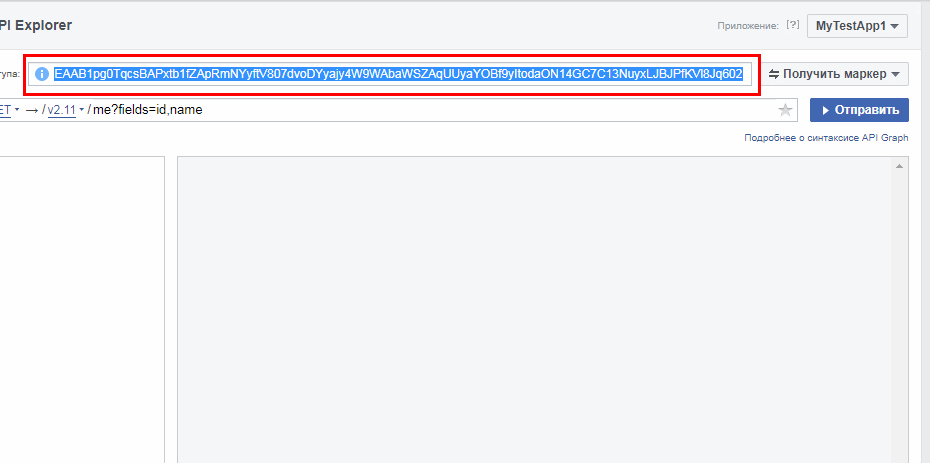 PI Explorer
Приложение: [?] MyTestApp1
тупа: EAAB1pg0TqcsBAPxtb1fZApRmNYyftV807dvoDYyajy4W9WAbaWSZAqUUyaYOBf9yItodaON14GC7C13NuyxLJBJPfKVl8Jq602 Получить маркер
ET → / v2.11 / me?fields=id,name Отправить
Подробнее о синтаксисе API Graph